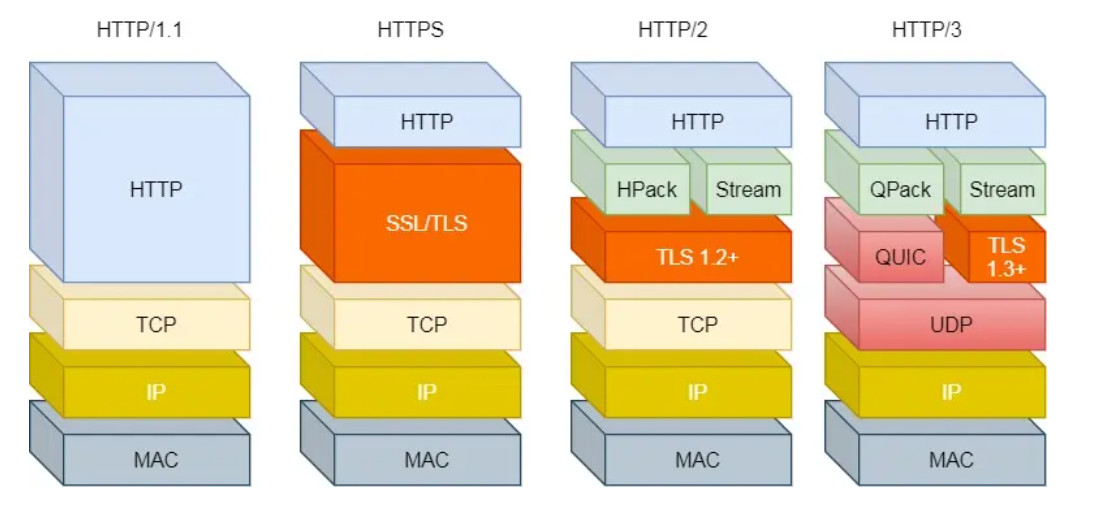 HTTP/1.1
HTTPS
HTTP/2
HTTP/3
HTTP
TCP
IP
MAC
HTTP
SSL/TLS
TCP
IP
MAC
HTTP
HPack
Stream
TLS 1.2+
TCP
IP
MAC
HTTP
QPack
Stream
QUIC
TLS
1.3+
UDP
IP
MAC